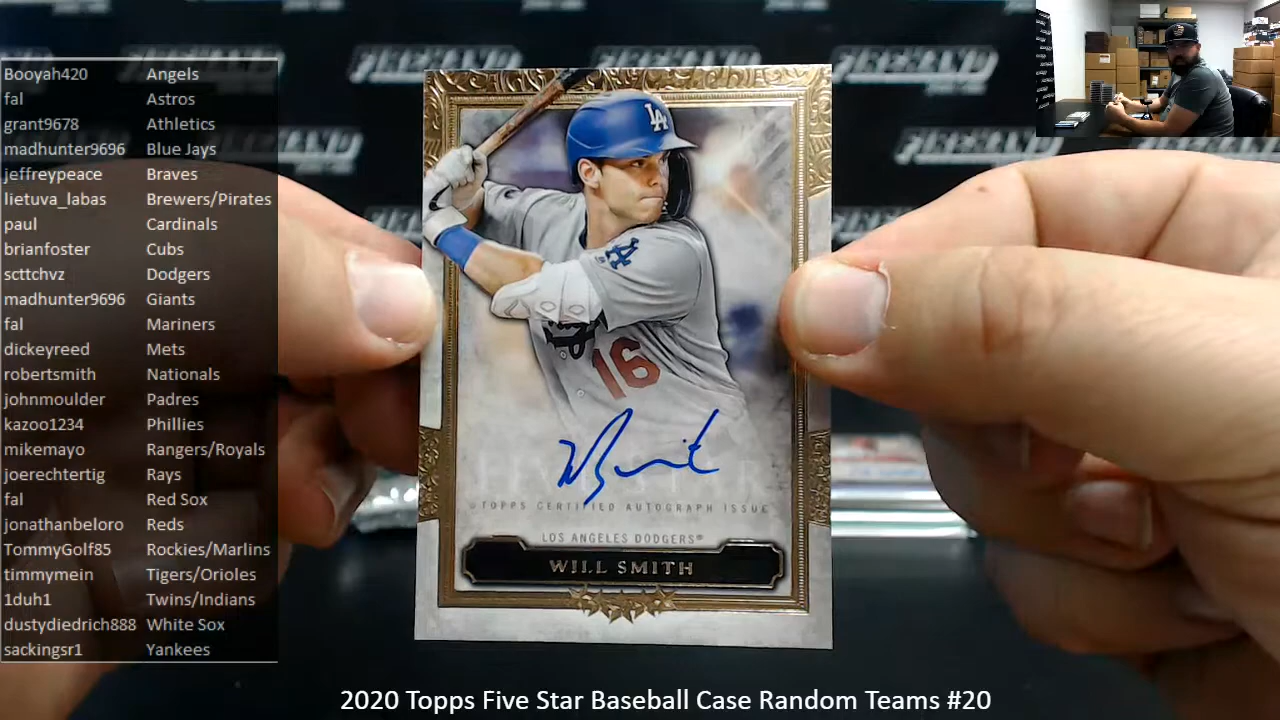 Booyah420 Angels
fal Astros
grant9678 Athletics
madhunter9696 Blue Jays
jeffreypeace Braves
lietuva_labas Brewers/Pirates
paul Cardinals
brianfoster Cubs
scttchvz Dodgers
madhunter9696 Giants
fal Mariners
dickeyreed Mets
robertsmith Nationals
johnmoulder Padres
kazoo1234 Phillies
mikemayo Rangers/Royals
joerechtertig Rays
fal Red Sox
jonathanbeloro Reds
TommyGolf85 Rockies/Marlins
timmymein Tigers/Orioles
1duh1 Twins/Indians
dustydiedrich888 White Sox
sackingsr1 Yankees
LA
LA
16
TOPPS CERTIFIED AUTOGRAPH ISSUE
LOS ANGELES DODGERS®
WILL SMITH
2020 Topps Five Star Baseball Case Random Teams #20